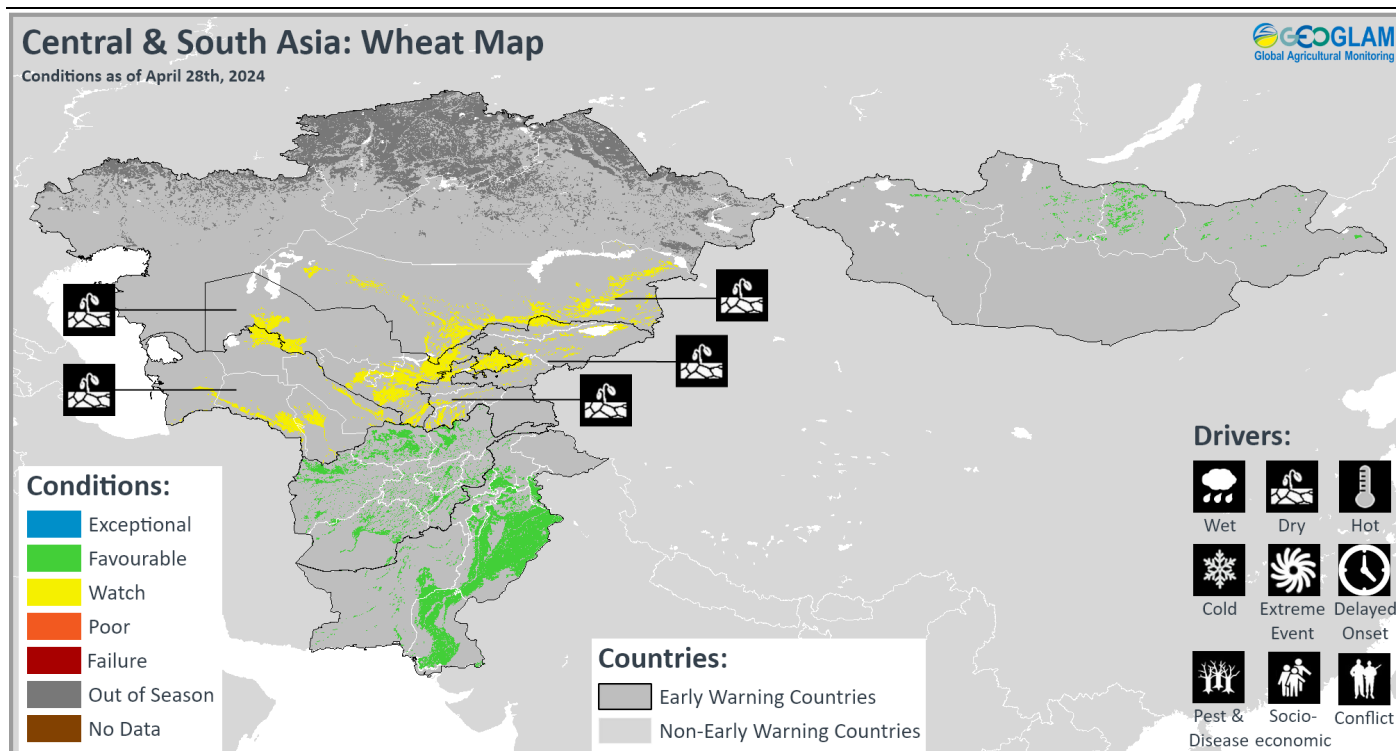 Central & South Asia: Wheat Map
Conditions as of April 28th, 2024
GEOGLAM
Global Agricultural Monitoring
Conditions:
Exceptional
Favourable
Watch
Poor
Failure
Out of Season
No Data
Countries:
Early Warning Countries
Non-Early Warning Countries
Drivers:
Wet
Dry
Hot
Cold
Extreme
Event
Delayed
Onset
Pest &
Disease
Socio-
economic
Conflict